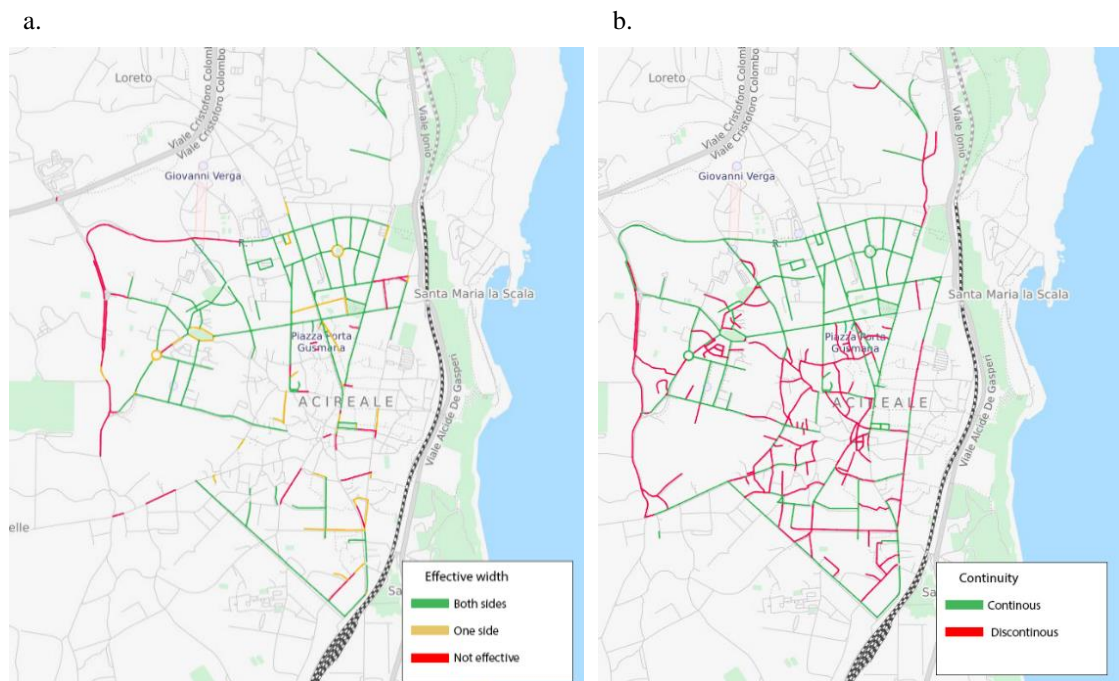 a.
b.
Loreto
Viale Cristoforo Colombo
Viale Cristoforo Colombo
Viale Jonio
Giovanni Verga
R.
Santa Maria la Scala
Piazza Porta
Gusmana
ACIREALE
Viale Alcide De Gasperi
elle
Sa
Effective width
Both sides
One side
Not effective
Loreto
Viale Cristoforo Colombo
Viale Cristoforo Colombo
Viale Jonio
Giovanni Verga
R.
Santa Maria la Scala
Piazza Porta
Gusmana
ACIREALE
Viale Alcide De Gasperi
elle
Sa
Continuity
Continous
Discontinous